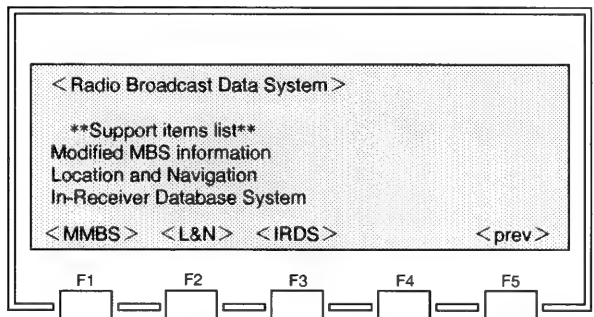 <Radio Broadcast Data System>
**Support items list**
Modified MBS information
Location and Navigation
In-Receiver Database System
<MMBS> <L&N> <IRDS> <prev>
F1 F2 F3 F4 F5